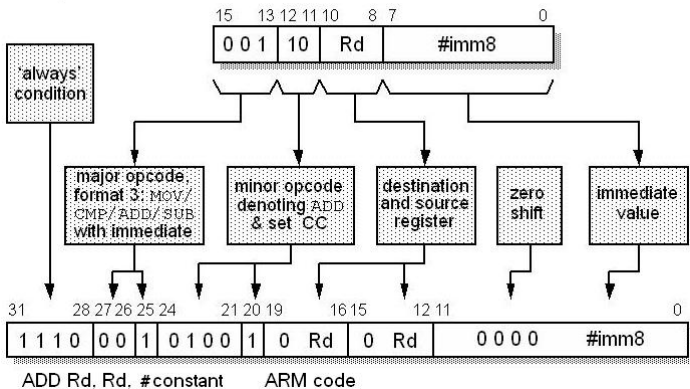 15 13 12 11 10 8 7 0
0 0 1 10 Rd #imm8
'always'
condition
major opcode,
format 3: MOV/
CMP/ADD/SUB
with immediate
minor opcode
denoting ADD
& set CC
destination
and source
register
zero
shift
immediate
value
31 28 27 26 25 24 21 20 19 16 15 12 11 0
1 1 1 0 0 0 1 0 1 0 0 1 0 Rd 0 Rd 0 0 0 0 #imm8
ADD Rd, Rd, #constant ARM code